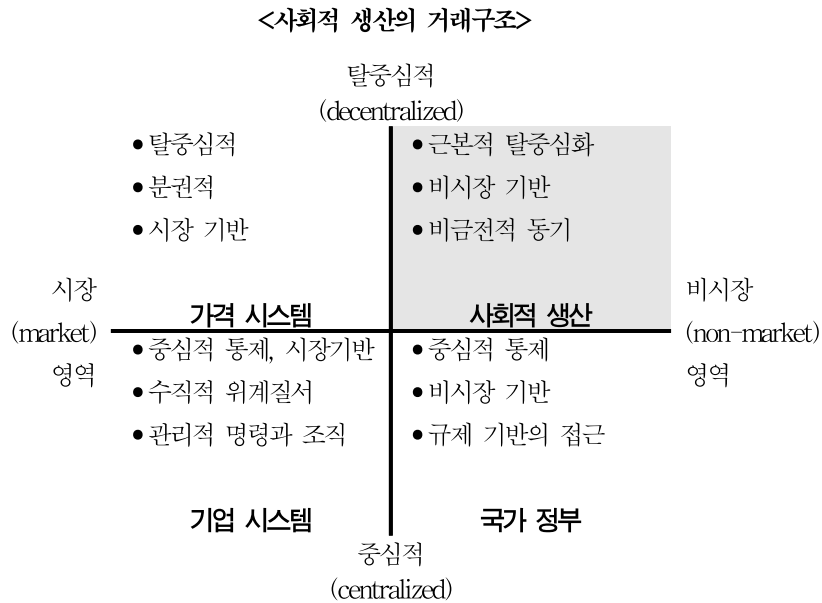 <사회적 생산의 거래구조>
탈중심적
(decentralized)
• 탈중심적
• 분권적
• 시장 기반
가격 시스템
• 근본적 탈중심화
• 비시장 기반
• 비금전적 동기
사회적 생산
시장
(market)
영역
비시장
(non-market)
영역
• 중심적 통제, 시장기반
• 수직적 위계질서
• 관리적 명령과 조직
기업 시스템
• 중심적 통제
• 비시장 기반
• 규제 기반의 접근
국가 정부
중심적
(centralized)